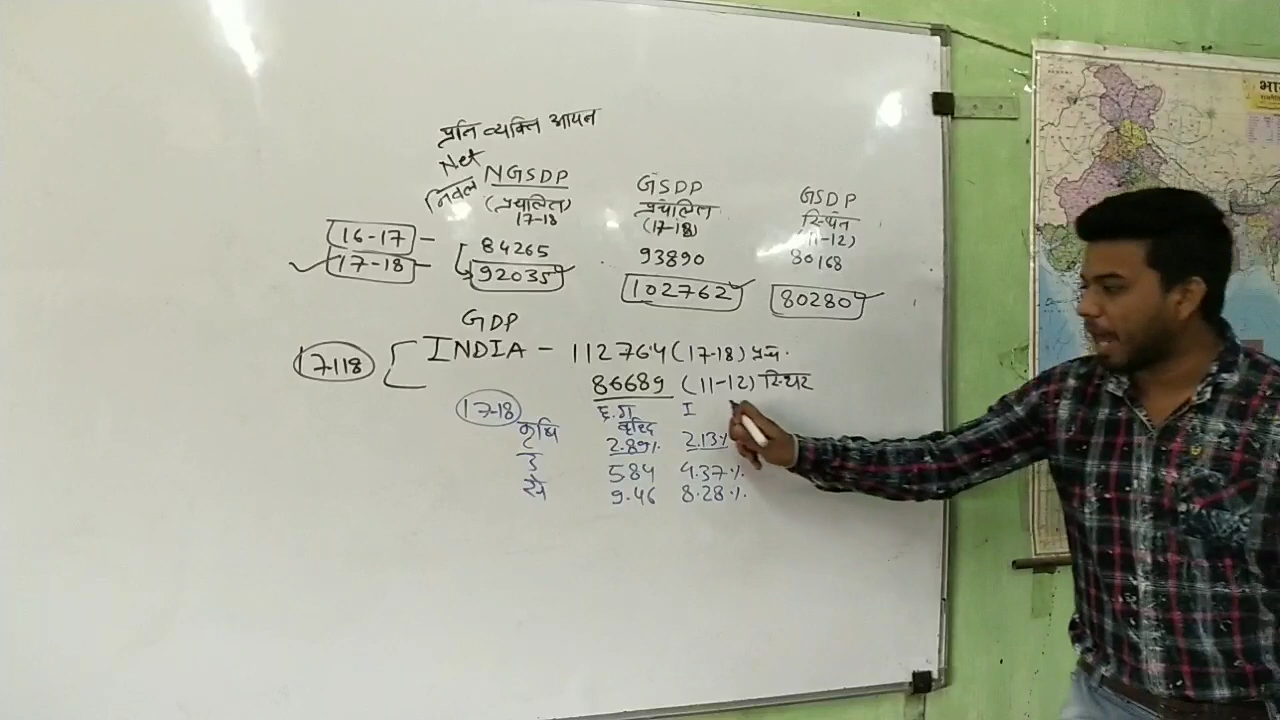 प्रति व्यक्ति आयन
Net
निवल
NGSDP
(प्रचलित)
17-18
GSDP
प्रचलित
(17-18)
GSDP
स्थित
(11-12)
16-17 - 84265 93890 80168
17-18 - 92035 102762 80280
GDP
17-18 INDIA - 112764 (17-18) प्रच.
86689 (11-12) स्थिर
17-18 छ.ग I
वृद्धि
कृषि 2.89% 2.13%
उ 584 4.37%
से 9.46 8.28%
भा